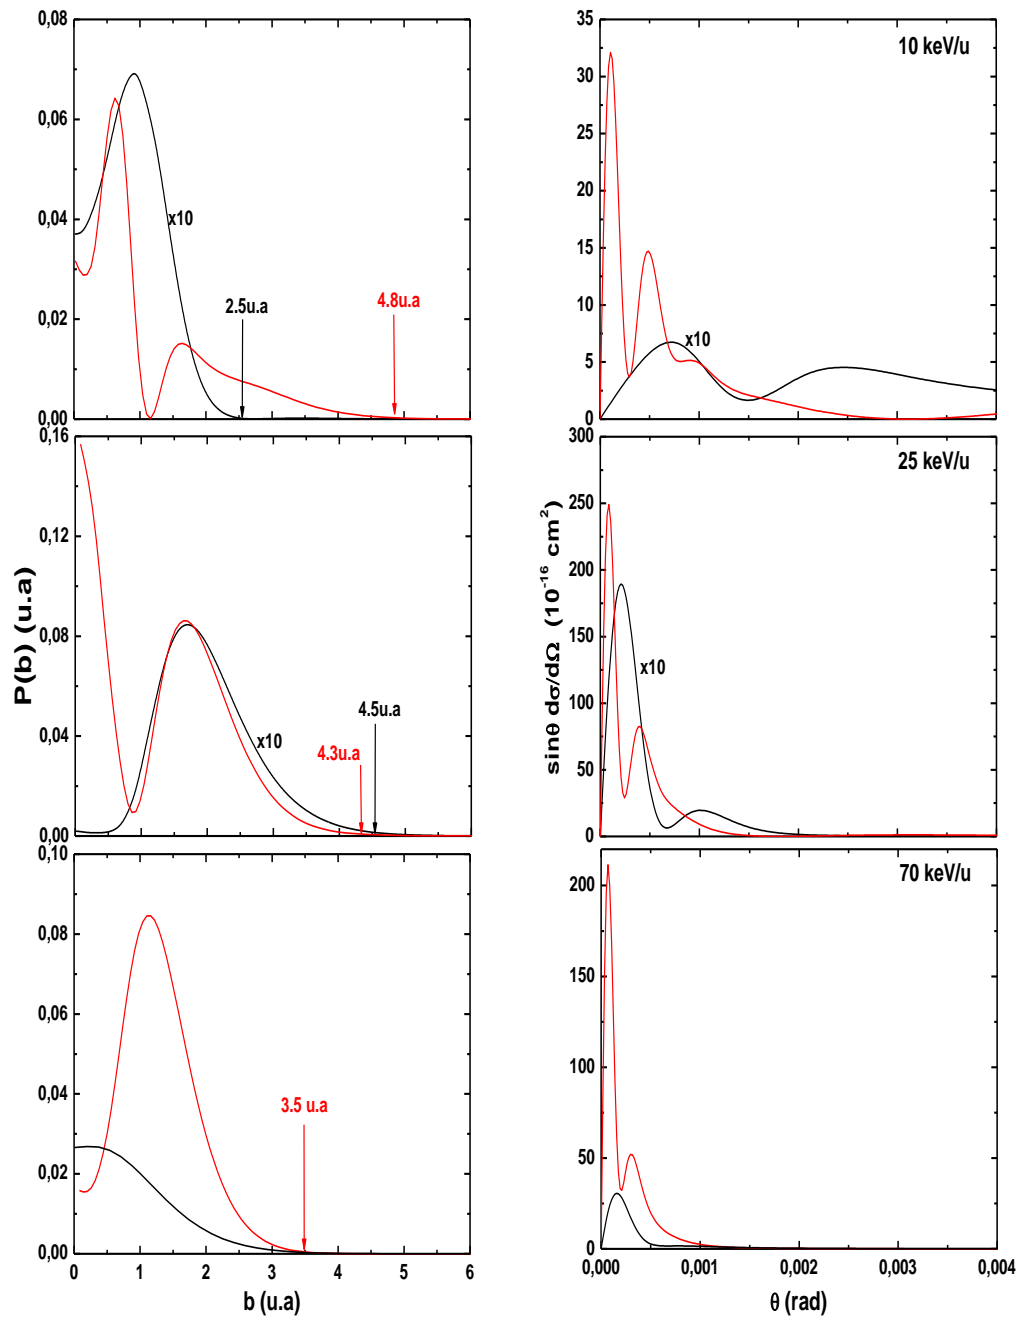 0,08
0,06
0,04
0,02
0,00
x10
2.5u.a
4.8u.a
35
30
25
20
15
10
5
0
10 keV/u
x10
P(b) (u.a)
0,16
0,12
0,08
0,04
0,00
x10
4.3u.a
4.5u.a
sinθ dσ/dΩ (10⁻¹⁶ cm²)
300
250
200
150
100
50
0
25 keV/u
x10
0,10
0,08
0,06
0,04
0,02
0,00
3.5 u.a
0 1 2 3 4 5 6
b (u.a)
200
150
100
50
0
70 keV/u
0,000 0,001 0,002 0,003 0,004
θ (rad)